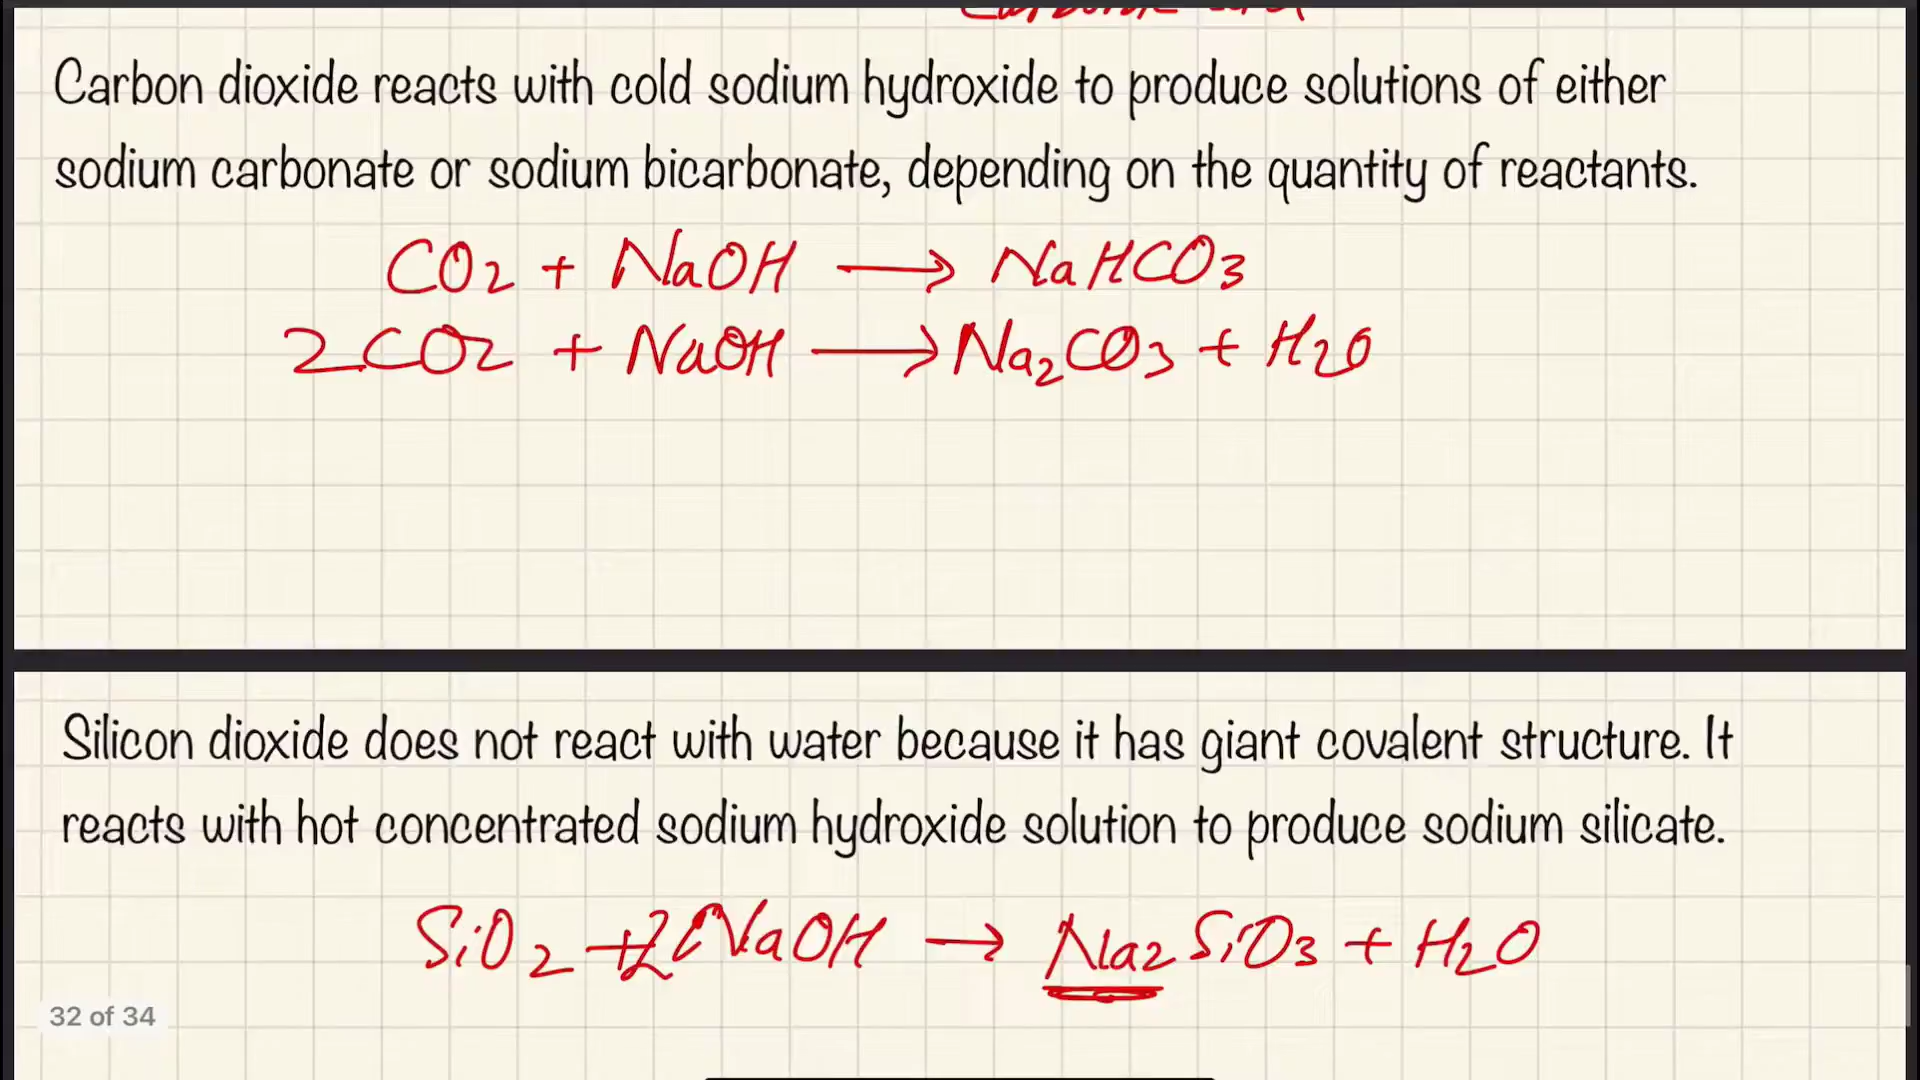 Carbon dioxide reacts with cold sodium hydroxide to produce solutions of either
sodium carbonate or sodium bicarbonate, depending on the quantity of reactants.
CO2 + NaOH → NaHCO3
2CO2 + NaOH → Na2CO3 + H2O
Silicon dioxide does not react with water because it has giant covalent structure. It
reacts with hot concentrated sodium hydroxide solution to produce sodium silicate.
SiO2 + 2NaOH → Na2SiO3 + H2O
32 of 34